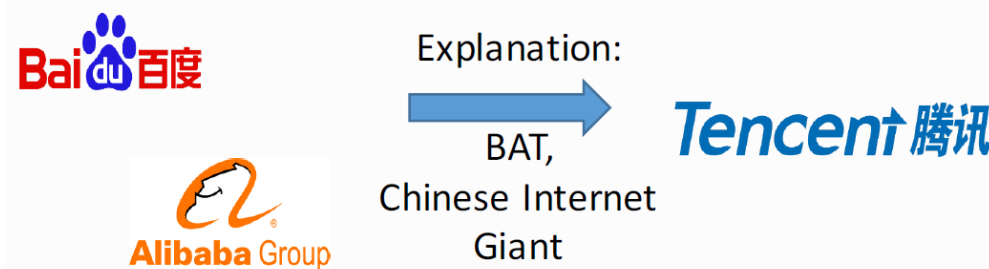 Bai du 百度
Explanation:
Tencent 腾讯
BAT,
Chinese Internet
Giant
Alibaba Group